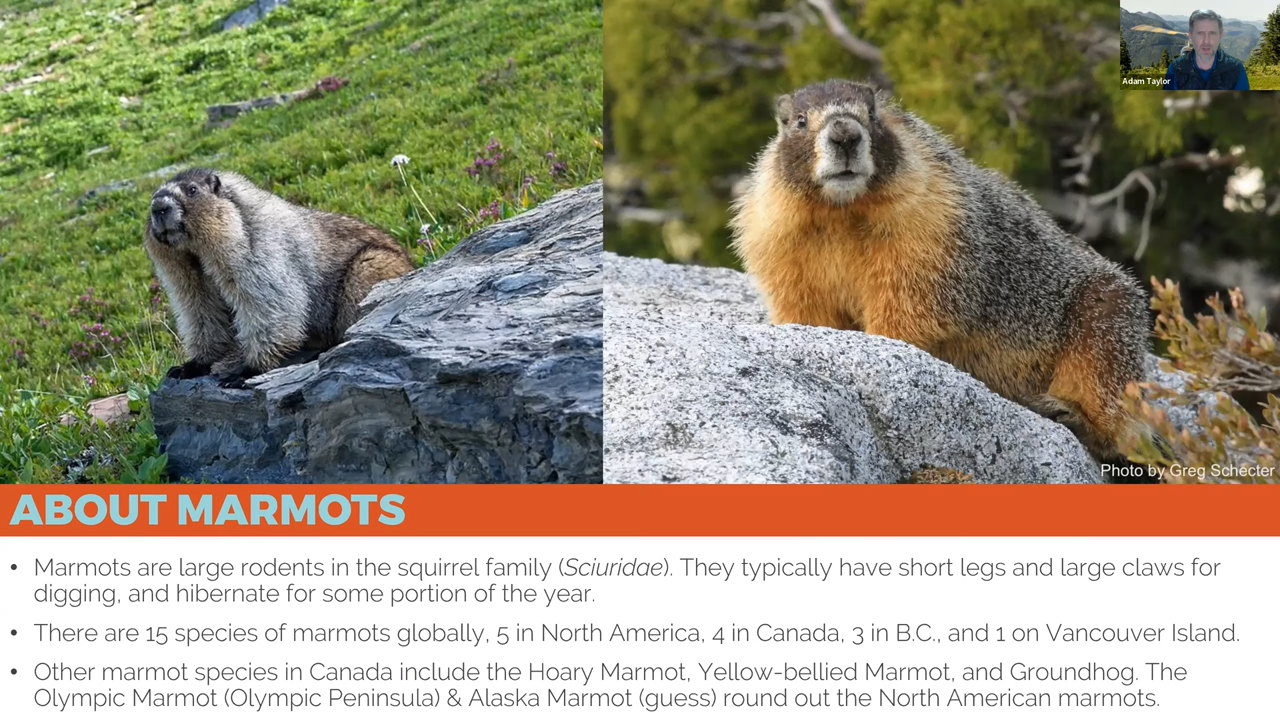 Adam Taylor
Photo by Greg Schecter
ABOUT MARMOTS
• Marmots are large rodents in the squirrel family (Sciuridae). They typically have short legs and large claws for
digging, and hibernate for some portion of the year.
• There are 15 species of marmots globally, 5 in North America, 4 in Canada, 3 in B.C., and 1 on Vancouver Island.
• Other marmot species in Canada include the Hoary Marmot, Yellow-bellied Marmot, and Groundhog. The
Olympic Marmot (Olympic Peninsula) & Alaska Marmot (guess) round out the North American marmots.